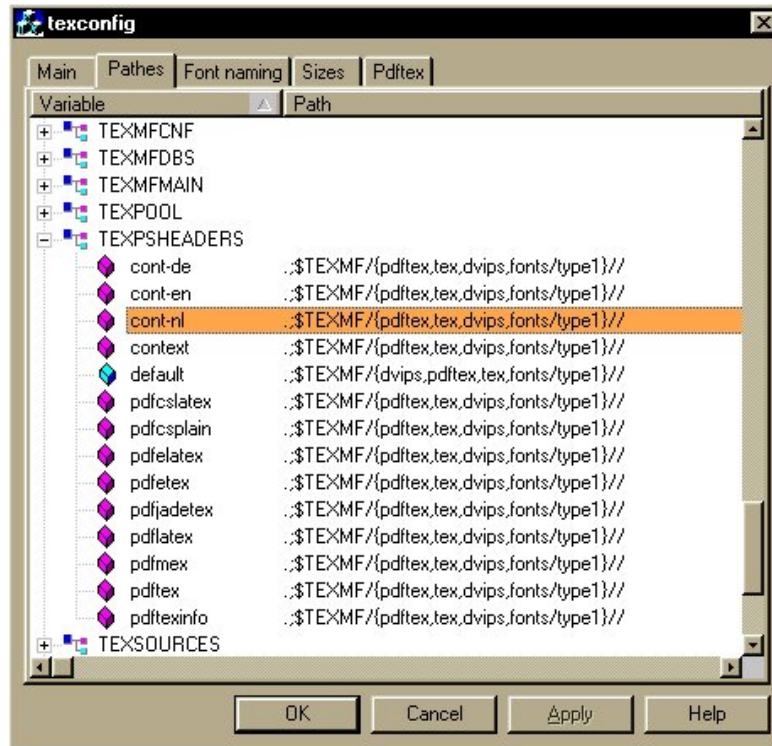 texconfig
Main Pathes Font naming Sizes Pdftex
Variable Path
TEXMFCNF
TEXMFDBS
TEXMFMAIN
TEXPOOL
TEXPSHEADERS
cont-de .;$TEXMF/{pdftex,tex,dvips,fonts/type1}//
cont-en .;$TEXMF/{pdftex,tex,dvips,fonts/type1}//
cont-nl .;$TEXMF/{pdftex,tex,dvips,fonts/type1}//
context .;$TEXMF/{pdftex,tex,dvips,fonts/type1}//
default .;$TEXMF/{dvips,pdftex,tex,fonts/type1}//
pdfcslatex .;$TEXMF/{pdftex,tex,dvips,fonts/type1}//
pdfcsplain .;$TEXMF/{pdftex,tex,dvips,fonts/type1}//
pdfelatex .;$TEXMF/{pdftex,tex,dvips,fonts/type1}//
pdfetex .;$TEXMF/{pdftex,tex,dvips,fonts/type1}//
pdfjadetex .;$TEXMF/{pdftex,tex,dvips,fonts/type1}//
pdflatex .;$TEXMF/{pdftex,tex,dvips,fonts/type1}//
pdfmex .;$TEXMF/{pdftex,tex,dvips,fonts/type1}//
pdftex .;$TEXMF/{pdftex,tex,dvips,fonts/type1}//
pdftexinfo .;$TEXMF/{pdftex,tex,dvips,fonts/type1}//
TEXSOURCES
OK Cancel Apply Help